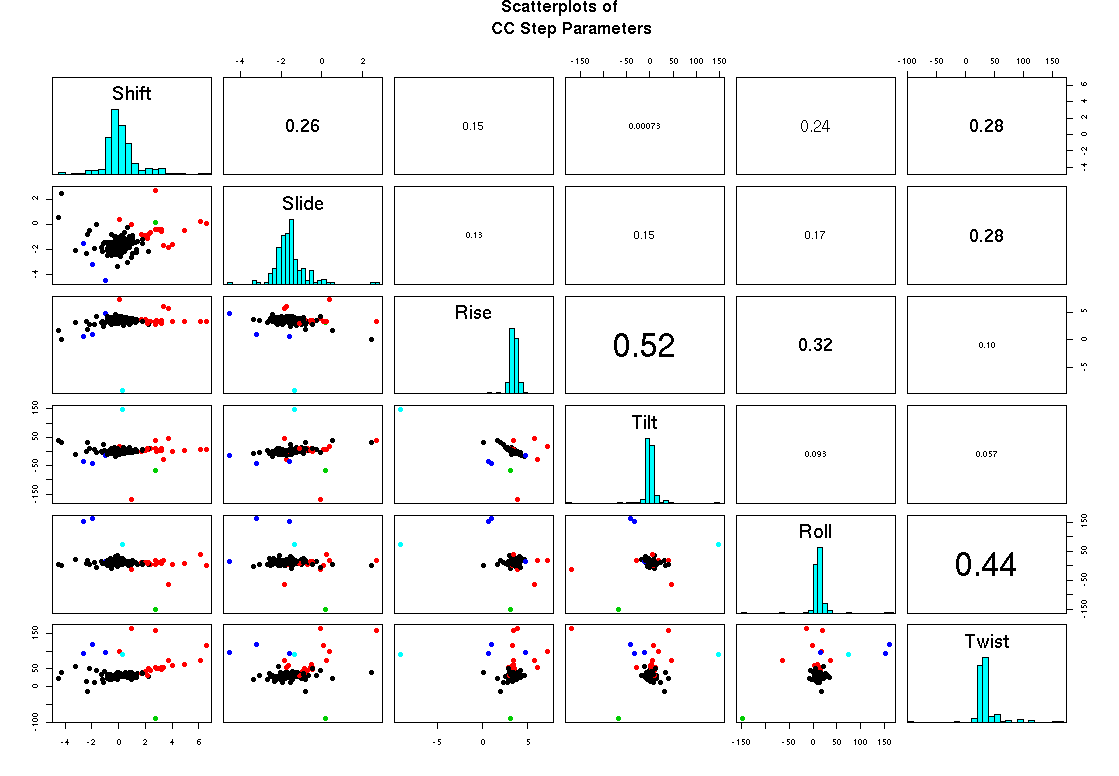 Scatterplots of
CC Step Parameters
-4 -2 0 2
-150 0 50 100 150
-100 0 50 100 150
Shift
0.26
0.15
0.00073
0.24
0.28
-4 -2 0 2 4 6
-4 -2 0 2
Slide
0.13
0.15
0.17
0.28
Rise
0.52
0.32
0.10
-5 0 5
-150 -50 0 50 150
Tilt
0.093
0.057
Roll
0.44
-150 -50 0 50 150
-100 0 50 150
Twist
-4 -2 0 2 4 6
-5 0 5
-150 0 50 100 150